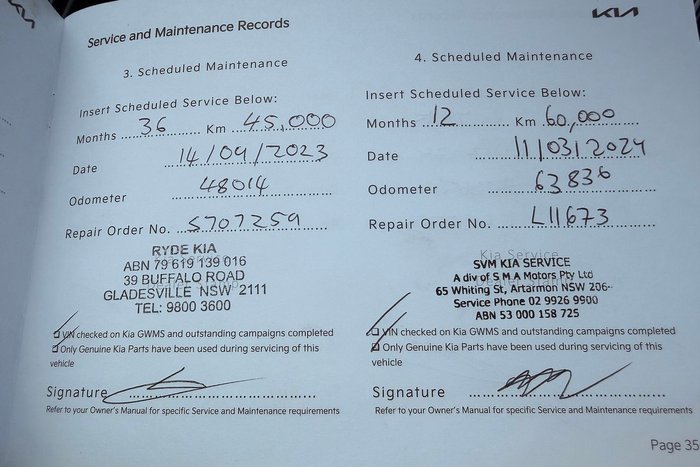 KIA
Service and Maintenance Records
3. Scheduled Maintenance
Insert Scheduled Service Below:
Months 36 Km 45,000
Date 14/09/2023
Odometer 48014
Repair Order No. S707259
RYDE KIA
ABN 79 619 139 016
39 BUFFALO ROAD
GLADESVILLE NSW 2111
TEL: 9800 3600
VIN checked on Kia GWMS and outstanding campaigns completed
Only Genuine Kia Parts have been used during servicing of this
vehicle
Signature
Refer to your Owner's Manual for specific Service and Maintenance requirements
4. Scheduled Maintenance
Insert Scheduled Service Below:
Months 12 Km 60,000
Date 11/03/2024
Odometer 63836
Repair Order No. L11673
Kia Service
SVM KIA SERVICE
A div of S M A Motors Pty Ltd
65 Whiting St, Artarmon NSW 206
Service Phone 02 9926 9900
ABN 53 000 158 725
VIN checked on Kia GWMS and outstanding campaigns completed
Only Genuine Kia Parts have been used during servicing of this
vehicle
Signature
Refer to your Owner's Manual for specific Service and Maintenance requirements
Page 35